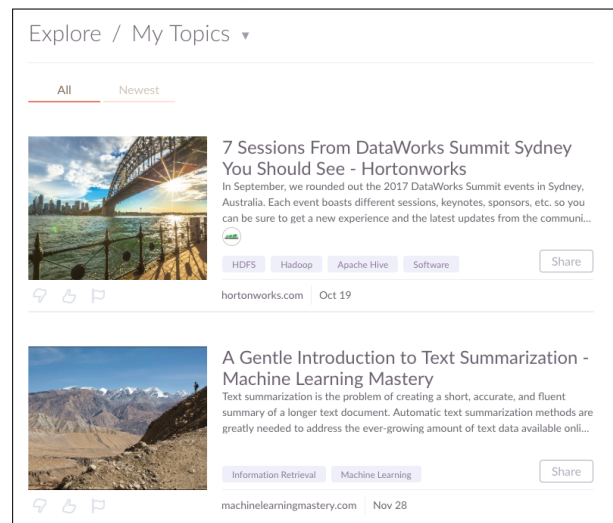 Explore / My Topics ▾
All
Newest
7 Sessions From DataWorks Summit Sydney
You Should See - Hortonworks
In September, we rounded out the 2017 DataWorks Summit events in Sydney,
Australia. Each event boasts different sessions, keynotes, sponsors, etc. so you
can be sure to get a new experience and the latest updates from the communi...
HDFS
Hadoop
Apache Hive
Software
Share
hortonworks.com
Oct 19
A Gentle Introduction to Text Summarization -
Machine Learning Mastery
Text summarization is the problem of creating a short, accurate, and fluent
summary of a longer text document. Automatic text summarization methods are
greatly needed to address the ever-growing amount of text data available onli...
Information Retrieval
Machine Learning
Share
machinelearningmastery.com
Nov 28